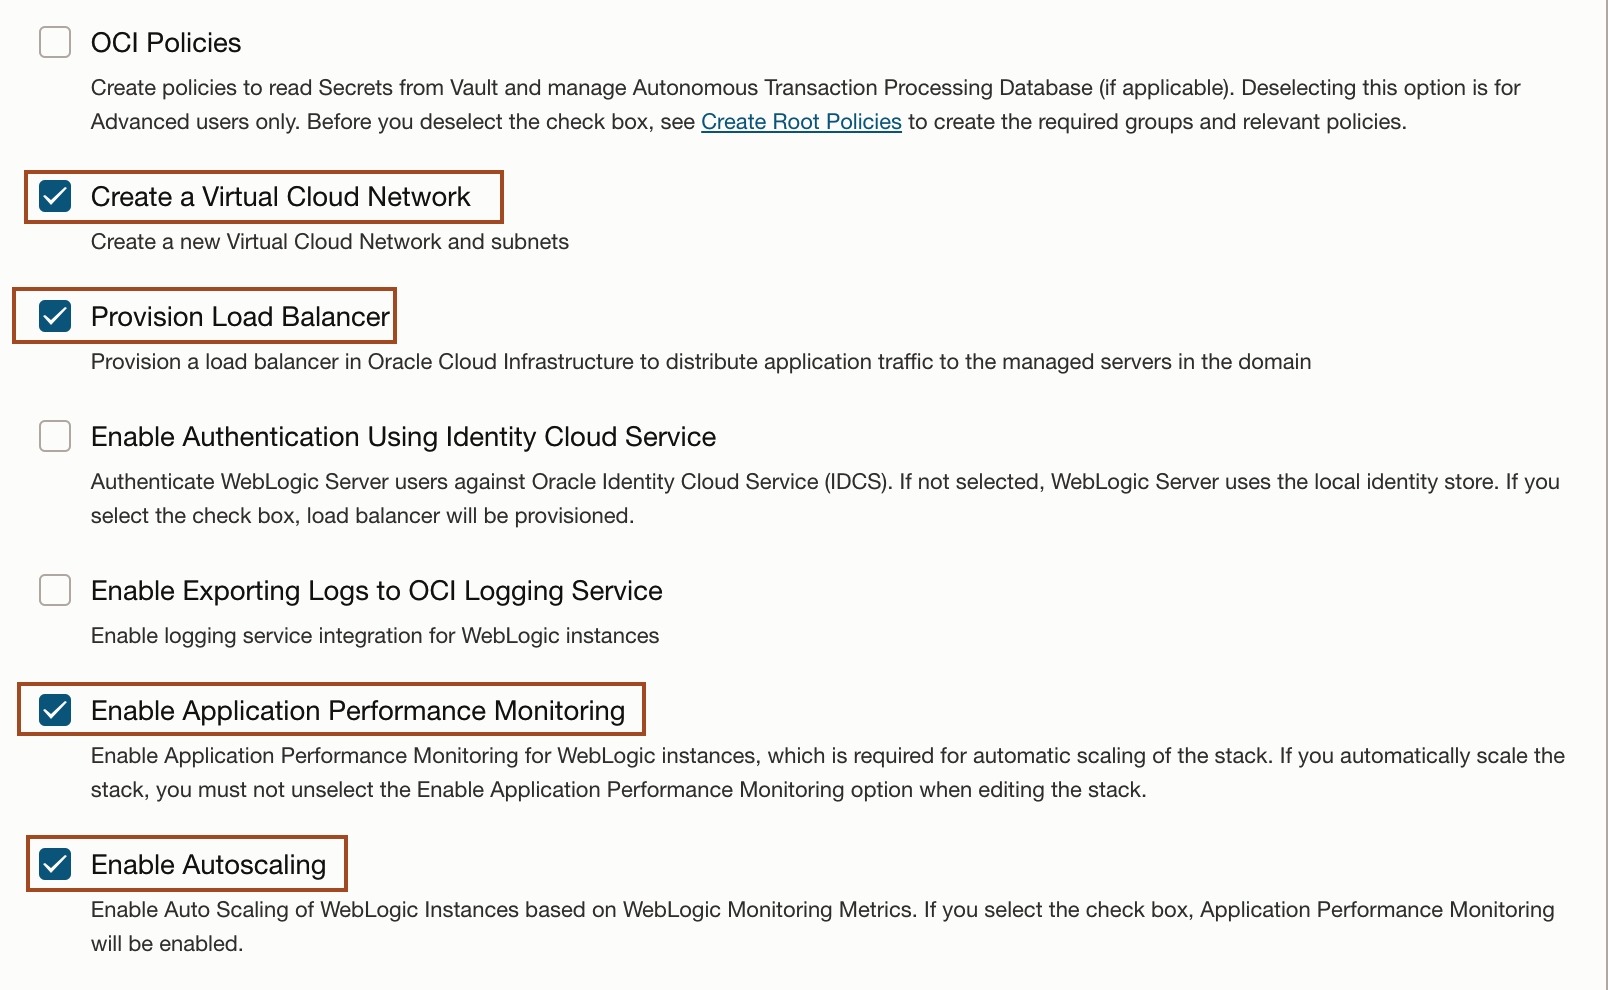 OCI Policies
Create policies to read Secrets from Vault and manage Autonomous Transaction Processing Database (if applicable). Deselecting this option is for
Advanced users only. Before you deselect the check box, see Create Root Policies to create the required groups and relevant policies.
Create a Virtual Cloud Network
Create a new Virtual Cloud Network and subnets
Provision Load Balancer
Provision a load balancer in Oracle Cloud Infrastructure to distribute application traffic to the managed servers in the domain
Enable Authentication Using Identity Cloud Service
Authenticate WebLogic Server users against Oracle Identity Cloud Service (IDCS). If not selected, WebLogic Server uses the local identity store. If you
select the check box, load balancer will be provisioned.
Enable Exporting Logs to OCI Logging Service
Enable logging service integration for WebLogic instances
Enable Application Performance Monitoring
Enable Application Performance Monitoring for WebLogic instances, which is required for automatic scaling of the stack. If you automatically scale the
stack, you must not unselect the Enable Application Performance Monitoring option when editing the stack.
Enable Autoscaling
Enable Auto Scaling of WebLogic Instances based on WebLogic Monitoring Metrics. If you select the check box, Application Performance Monitoring
will be enabled.